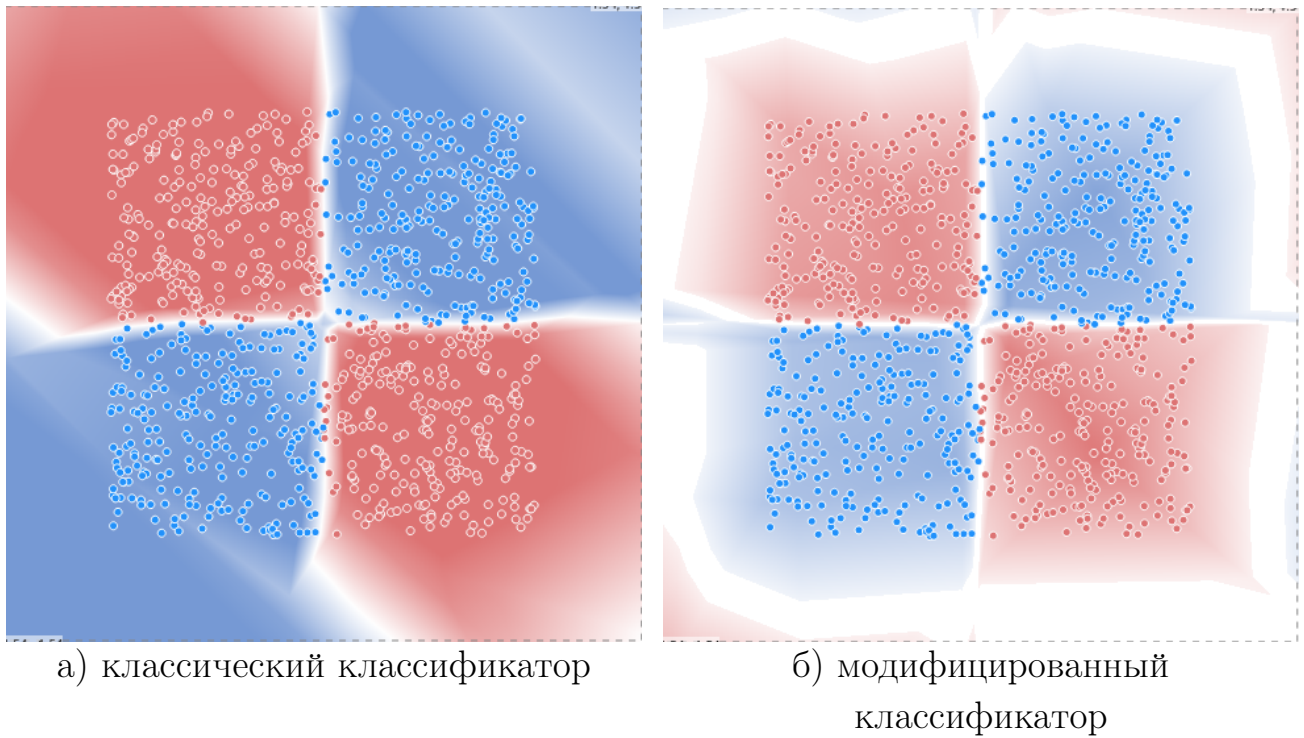 а) классический классификатор
б) модифицированный
классификатор